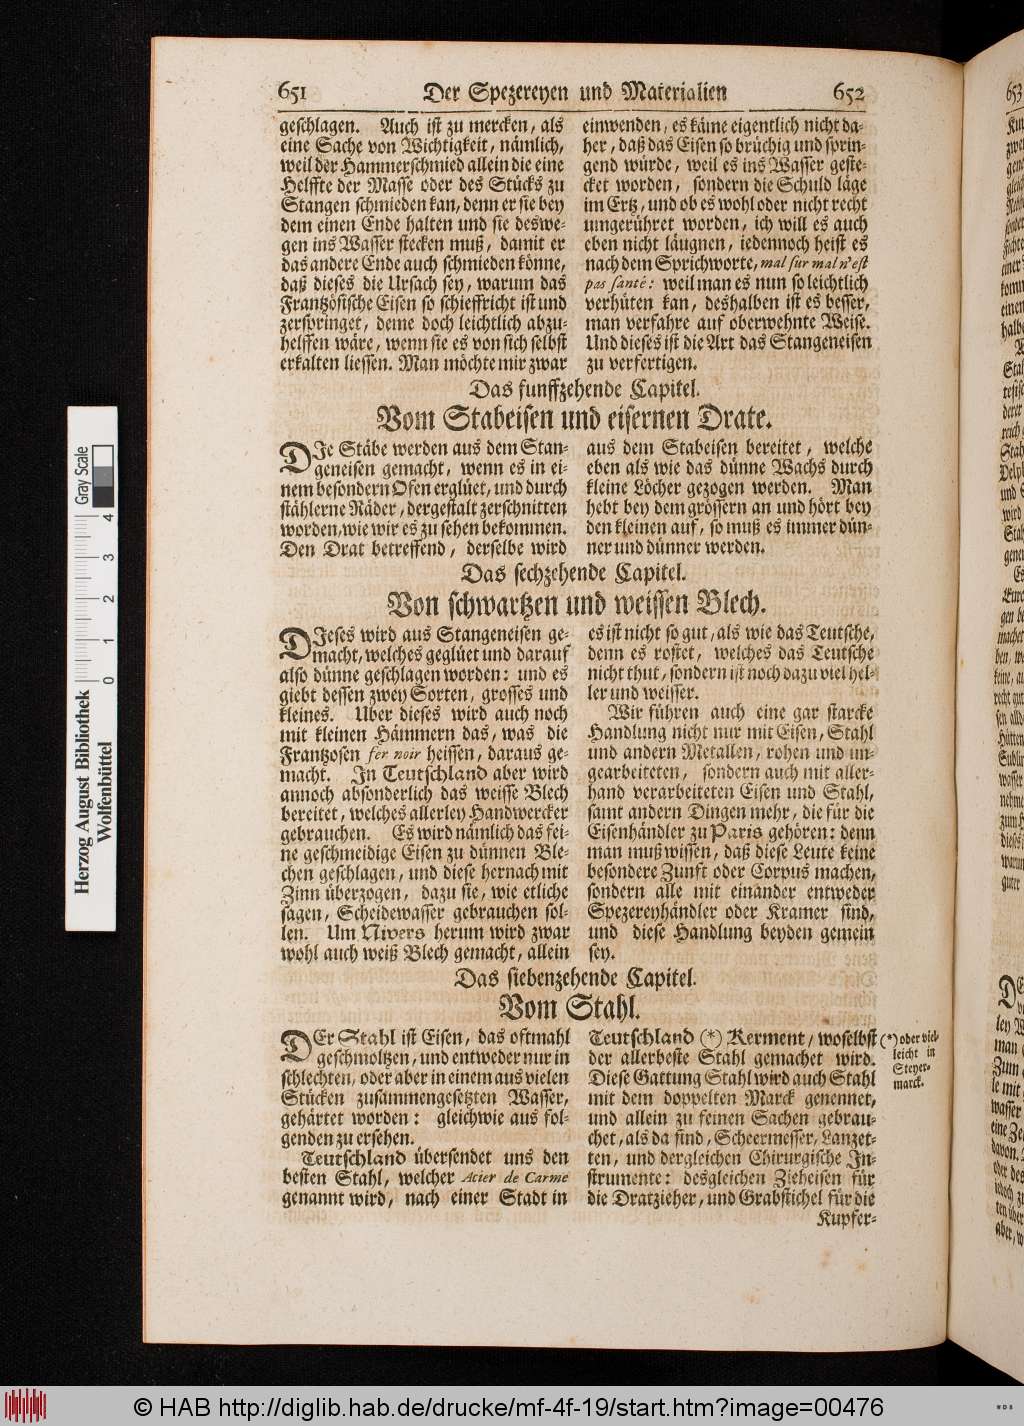 651
Der Spezereyen und Materialien
652
geschlagen. Auch ist zu mercken, als
eine Sache von Wichtigkeit, nämlich,
weil der Hammerschmied allein die eine
Helffte der Masse oder des Stücks zu
Stangen schmieden kan, denn er sie bey
dem einen Ende halten und sie deswe-
gen ins Wasser stecken muß, damit er
das andere Ende auch schmieden könne,
daß dieses die Ursach sey, warum das
Frantzösische Eisen so schieffricht ist und
zerspringet, deme doch leichtlich abzu-
helffen wäre, wenn sie es von sich selbst
erkalten liessen. Man möchte mir zwar
einwenden, es käme eigentlich nicht da-
her, daß das Eisen so brüchig und sprin-
gend würde, weil es ins Wasser geste-
cket worden, sondern die Schuld läge
im Ertz, und ob es wohl oder nicht recht
umgerühret worden, ich will es auch
eben nicht läugnen, iedennoch heist es
nach dem Sprichworte, mal sur mal n'est
pas santé: weil man es nun so leichtlich
verhüten kan, deshalben ist es besser,
man verfahre auf oberwehnte Weise.
Und dieses ist die Art das Stangeneisen
zu verfertigen.
Das funffzehende Capitel.
Vom Stabeisen und eisernen Drate.
DIe Stäbe werden aus dem Stan-
geneisen gemacht, wenn es in ei-
nem besondern Ofen erglüet, und durch
stählerne Räder, dergestalt zerschnitten
worden, wie wir es zu sehen bekommen.
Den Drat betreffend, derselbe wird
aus dem Stabeisen bereitet, welche
eben als wie das dünne Wachs durch
kleine Löcher gezogen werden. Man
hebt bey dem grössern an und hört bey
den kleinen auf, so muß es immer dün-
ner und dünner werden.
Das sechzehende Capitel.
Von schwartzen und weissen Blech.
DIeses wird aus Stangeneisen ge-
macht, welches geglüet und darauf
also dünne geschlagen worden: und es
giebt dessen zwey Sorten, grosses und
kleines. Uber dieses wird auch noch
mit kleinen Hämmern das, was die
Frantzosen fer noir heissen, daraus ge-
macht. In Teutschland aber wird
annoch absonderlich das weisse Blech
bereitet, welches allerley Handwercker
gebrauchen. Es wird nämlich das fei-
ne geschmeidige Eisen zu dünnen Ble-
chen geschlagen, und diese hernach mit
Zinn überzogen, dazu sie, wie etliche
sagen, Scheidewasser gebrauchen sol-
len. Um Nivers herum wird zwar
wohl auch weiß Blech gemacht, allein
es ist nicht so gut, als wie das Teutsche,
denn es rostet, welches das Teutsche
nicht thut, sondern ist noch dazu viel hel-
ler und weisser.
Wir führen auch eine gar starcke
Handlung nicht nur mit Eisen, Stahl
und andern Metallen, rohen und un-
gearbeiteten, sondern auch mit aller-
hand verarbeiteten Eisen und Stahl,
samt andern Dingen mehr, die für die
Eisenhändler zu Paris gehören: denn
man muß wissen, daß diese Leute keine
besondere Zunft oder Corpus machen,
sondern alle mit einander entweder
Spezereyhändler oder Kramer sind,
und diese Handlung beyden gemein
sey.
Das siebenzehende Capitel.
Vom Stahl.
DEr Stahl ist Eisen, das oftmahl
geschmoltzen, und entweder nur in
schlechten, oder aber in einem aus vielen
Stücken zusammengesetzten Wasser,
gehärtet worden: gleichwie aus fol-
genden zu ersehen.
Teutschland übersendet uns den
besten Stahl, welcher Acier de Carme
genannt wird, nach einer Stadt in
Teutschland (*) Kerment, woselbst
der allerbeste Stahl gemachet wird.
Diese Gattung Stahl wird auch Stahl
mit dem doppelten Marck genennet,
und allein zu feinen Sachen gebrau-
chet, als da sind, Scheermesser, Lanzet-
ten, und dergleichen Chirurgische In-
strumente: desgleichen Zieheisen für
die Dratzieher, und Grabstichel für die
Kupfer-
(*) oder viel-
leicht in
Steyer-
marck.
Herzog August Bibliothek
Wolfenbüttel
Gray Scale
0 1 2 3 4
© HAB http://diglib.hab.de/drucke/mf-4f-19/start.htm?image=00476